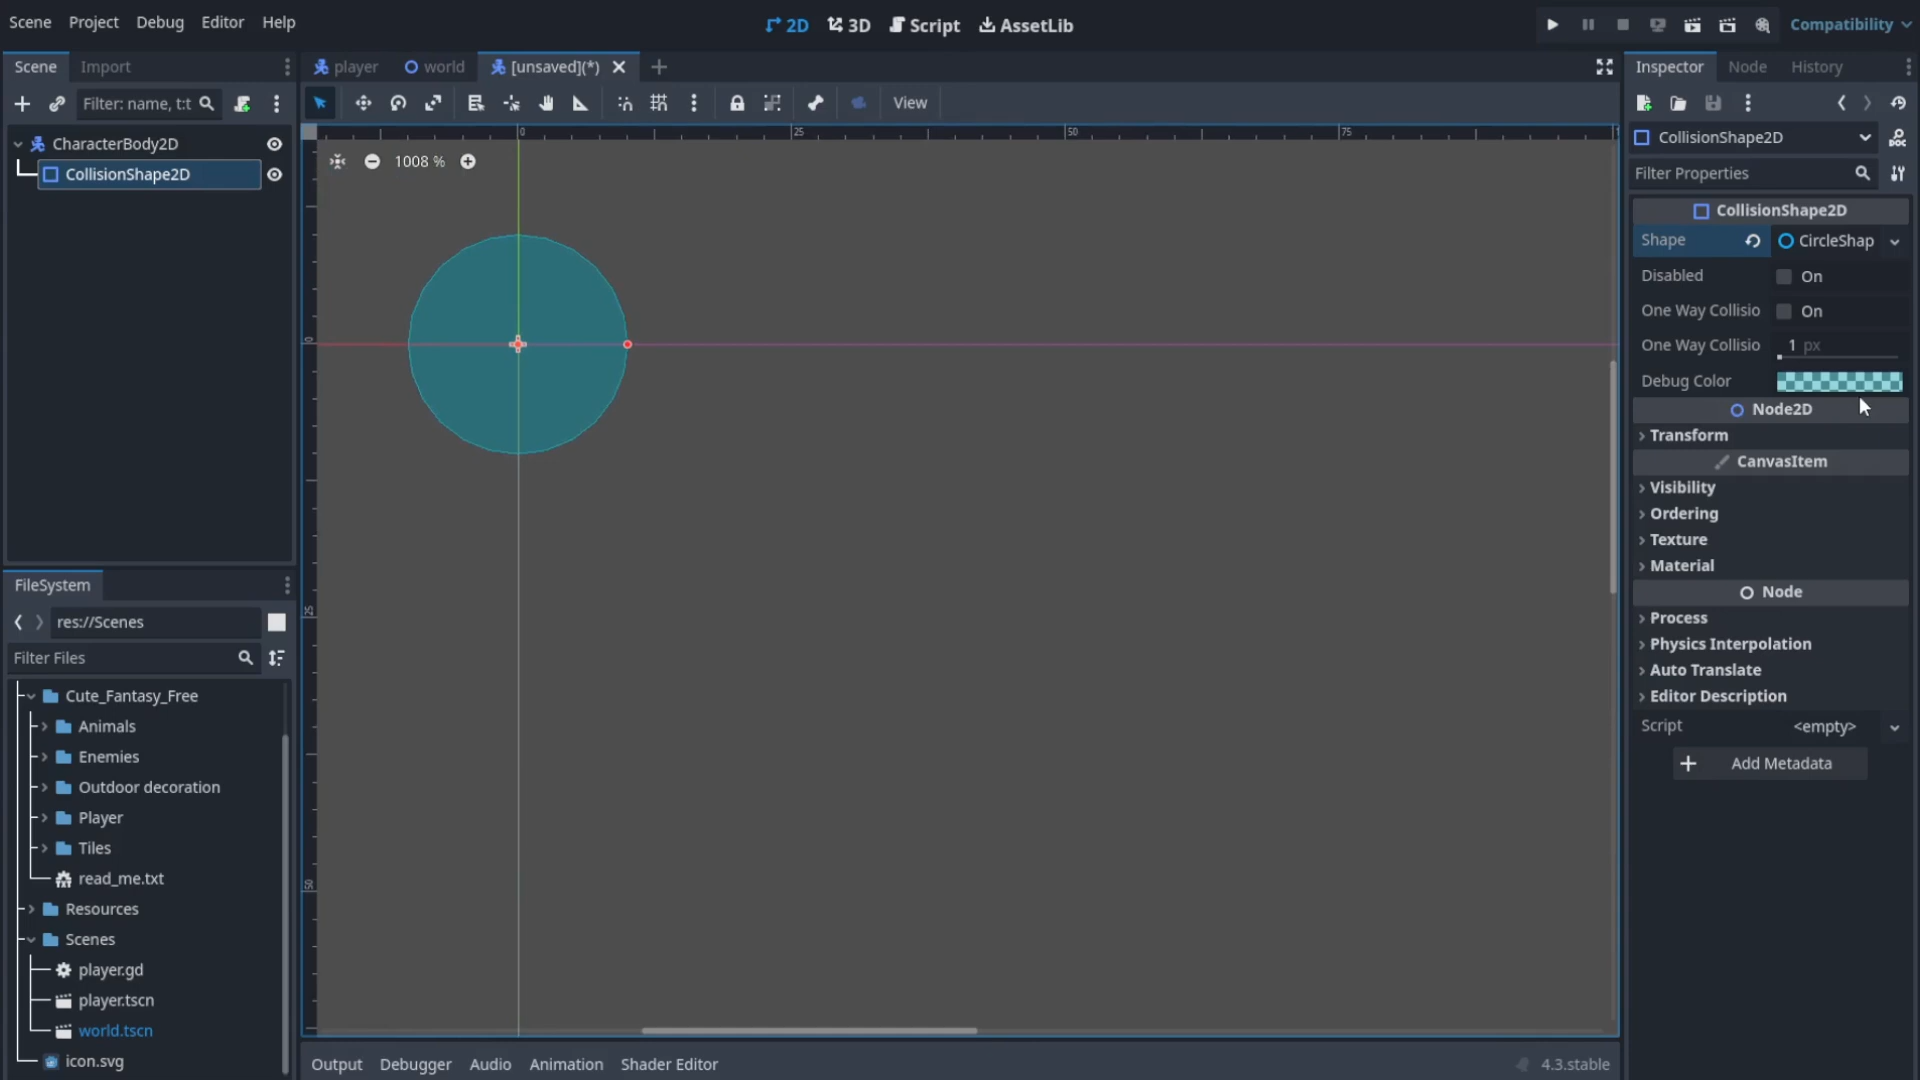 Scene Project Debug Editor Help
2D 3D Script AssetLib
Compatibility
Scene Import
Filter: name, t:t
CharacterBody2D
CollisionShape2D
FileSystem
res://Scenes
Filter Files
Cute_Fantasy_Free
Animals
Enemies
Outdoor decoration
Player
Tiles
read_me.txt
Resources
Scenes
player.gd
player.tscn
world.tscn
icon.svg
player world [unsaved](*)
View
0 25 50 75
1008 %
0
25
50
Output Debugger Audio Animation Shader Editor
4.3.stable
Inspector Node History
CollisionShape2D
Filter Properties
CollisionShape2D
Shape CircleShap
Disabled On
One Way Collisio On
One Way Collisio 1 px
Debug Color
Node2D
Transform
CanvasItem
Visibility
Ordering
Texture
Material
Node
Process
Physics Interpolation
Auto Translate
Editor Description
Script <empty>
Add Metadata